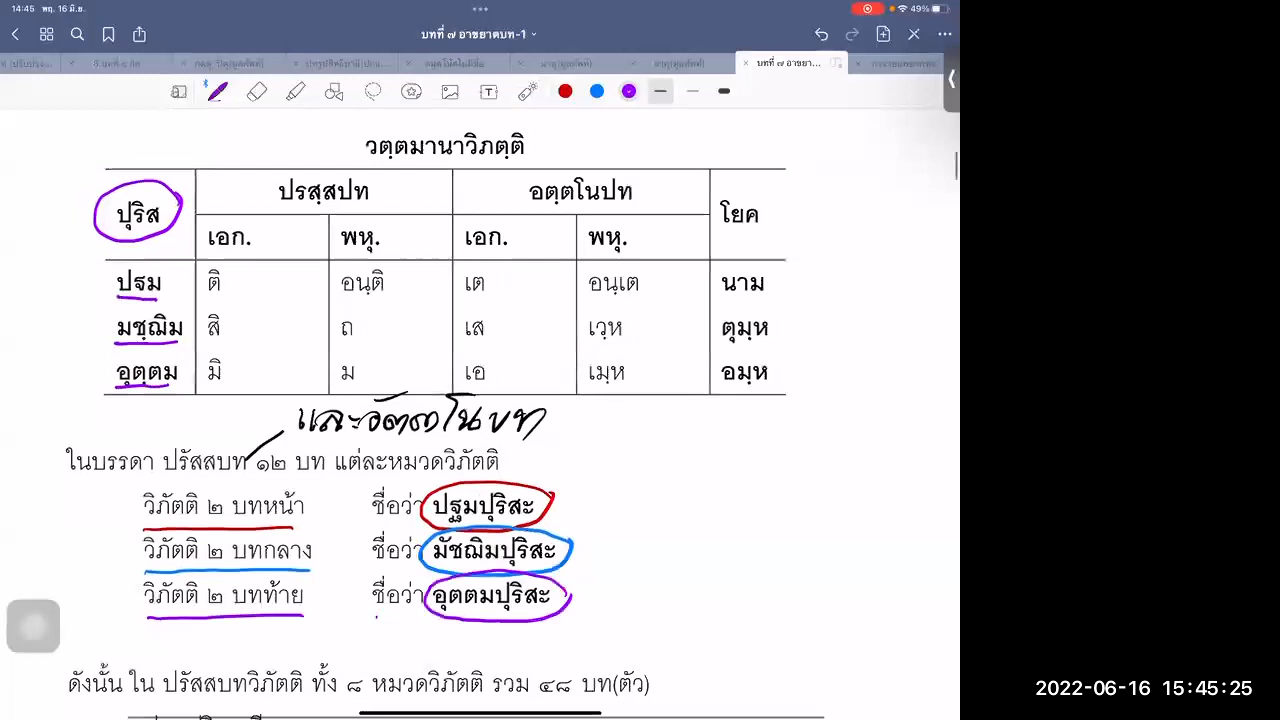 14:45 พฤ. 16 มิ.ย.
49%
บทที่ ๗ อาขยาตบท-1
บทที่ ๗ อาขยา...
วตฺตมานาวิภตฺติ
ปุริส ปรสฺสปท อตฺตโนปท โยค
เอก. พหุ. เอก. พหุ.
ปฐม ติ อนฺติ เต อนฺเต นาม
มชฺฌิม สิ ถ เส เวฺห ตุมฺห
อุตฺตม มิ ม เอ เมฺห อมฺห
และอัตตโนบท
ในบรรดา ปรัสสบท ๑๒ บท แต่ละหมวดวิภัตติ
วิภัตติ ๒ บทหน้า ชื่อว่า ปฐมปุริสะ
วิภัตติ ๒ บทกลาง ชื่อว่า มัชฌิมปุริสะ
วิภัตติ ๒ บทท้าย ชื่อว่า อุตตมปุริสะ
ดังนั้น ใน ปรัสสบทวิภัตติ ทั้ง ๘ หมวดวิภัตติ รวม ๔๘ บท(ตัว)
2022-06-16 15:45:25